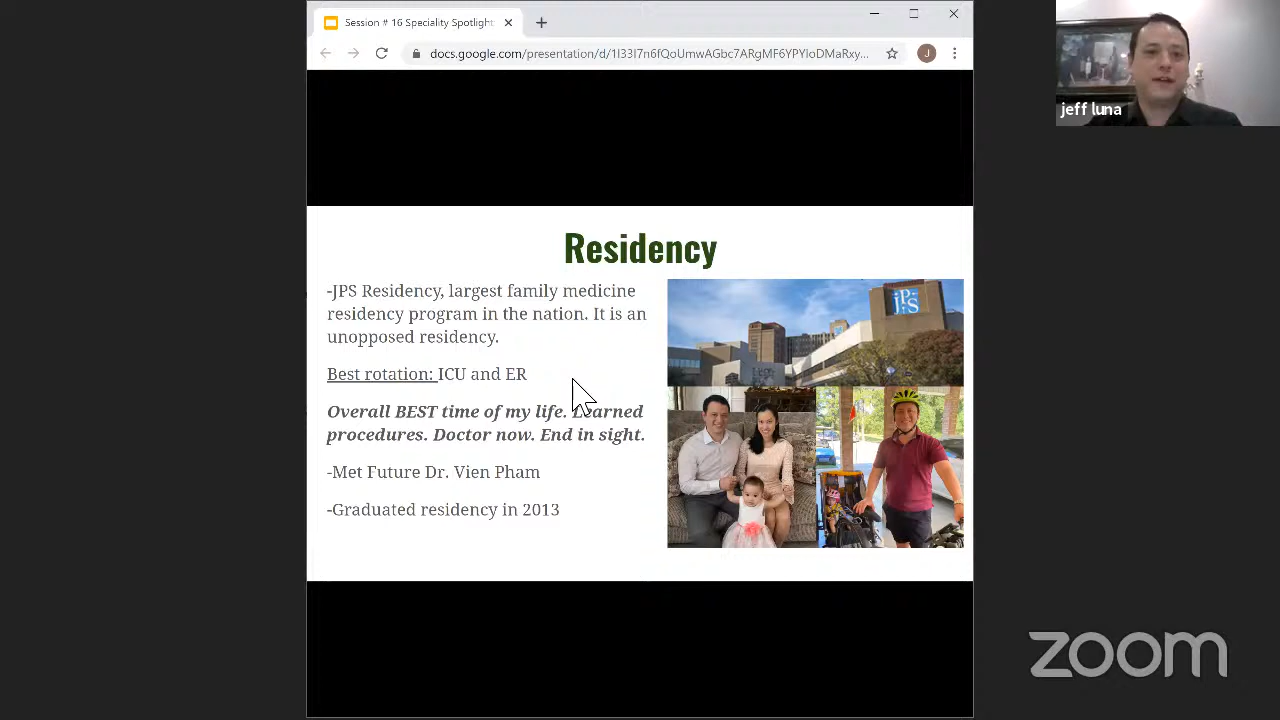 Session # 16 Speciality Spotlight
docs.google.com/presentation/d/1I33I7n6fQoUmwAGbc7ARgMF6YPYIoDMaRxy...
J
jeff luna
Residency
-JPS Residency, largest family medicine
residency program in the nation. It is an
unopposed residency.
Best rotation: ICU and ER
Overall BEST time of my life. Learned
procedures. Doctor now. End in sight.
-Met Future Dr. Vien Pham
-Graduated residency in 2013
JPS
zoom